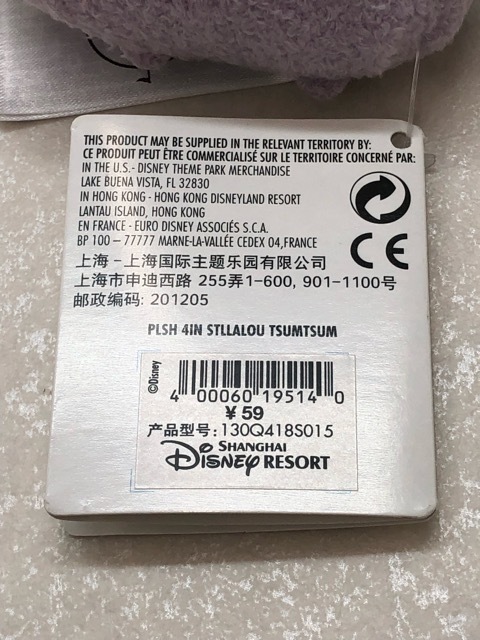 THIS PRODUCT MAY BE SUPPLIED IN THE RELEVANT TERRITORY BY:
CE PRODUIT PEUT ÊTRE COMMERCIALISÉ SUR LE TERRITOIRE CONCERNÉ PAR:
IN THE U.S.- DISNEY THEME PARK MERCHANDISE
LAKE BUENA VISTA, FL 32830
IN HONG KONG - HONG KONG DISNEYLAND RESORT
LANTAU ISLAND, HONG KONG
EN FRANCE - EURO DISNEY ASSOCIÉS S.C.A.
BP 100 – 77777 MARNE-LA-VALLÉE CEDEX 04,FRANCE
CE
上海 – 上海国际主题乐园有限公司
上海市申迪西路 255弄1-600, 901-1100号
邮政编码: 201205
PLSH 4IN STLLALOU TSUMTSUM
©Disney
4 00060 19514 0
¥ 59
产品型号: 130Q418S015
SHANGHAI
Disney RESORT